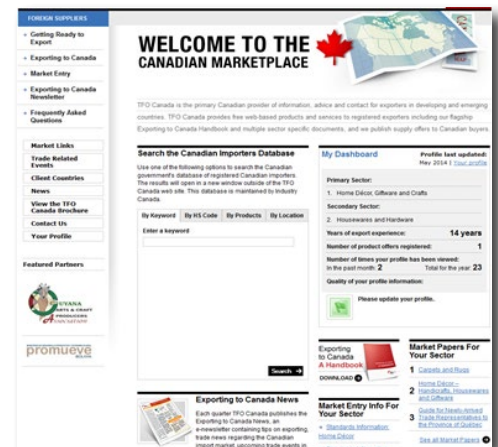 FOREIGN SUPPLIERS
Getting Ready to
Export
Exporting to Canada
Market Entry
Exporting to Canada
Newsletter
Frequently Asked
Questions
Market Links
Trade Related
Events
Client Countries
News
View the TFO
Canada Brochure
Contact Us
Your Profile
Featured Partners
GUYANA
ARTS & CRAFT
PRODUCERS
ASSOCIATION
promueve
WELCOME TO THE
CANADIAN MARKETPLACE
TFO Canada is the primary Canadian provider of information, advice and contact for exporters in developing and emerging
countries. TFO Canada provides free web-based products and services to registered exporters including our flagship
Exporting to Canada Handbook and multiple sector specific documents, and we publish supply offers to Canadian buyers.
Search the Canadian Importers Database
Use one of the following options to search the Canadian
government's database of registered Canadian importers.
The results will open in a new window outside of the TFO
Canada web site. This database is maintained by Industry
Canada.
By Keyword By HS Code By Products By Location
Enter a keyword
Search
Exporting to Canada News
Each quarter TFO Canada publishes the
Exporting to Canada News,
an e-newsletter containing tips on exporting,
trade news regarding the Canadian
import market, upcoming trade events in
My Dashboard
Profile last updated:
May 2014 | Your profile
Primary Sector:
1. Home Décor, Giftware and Crafts
Secondary Sector:
2. Housewares and Hardware
Years of export experience: 14 years
Number of product offers registered: 1
Number of times your profile has been viewed:
In the past month: 2 Total for the year: 23
Quality of your profile information:
Please update your profile.
Exporting
to Canada
A Handbook
DOWNLOAD
Market Entry Info For
Your Sector
Standards Information:
Home Décor
Market Papers For
Your Sector
1 Carpets and Rugs
2 Home Décor –
Handicrafts, Housewares
and Giftware
3 Guide for Newly-Arrived
Trade Representatives to
the Province of Québec
See all Market Papers